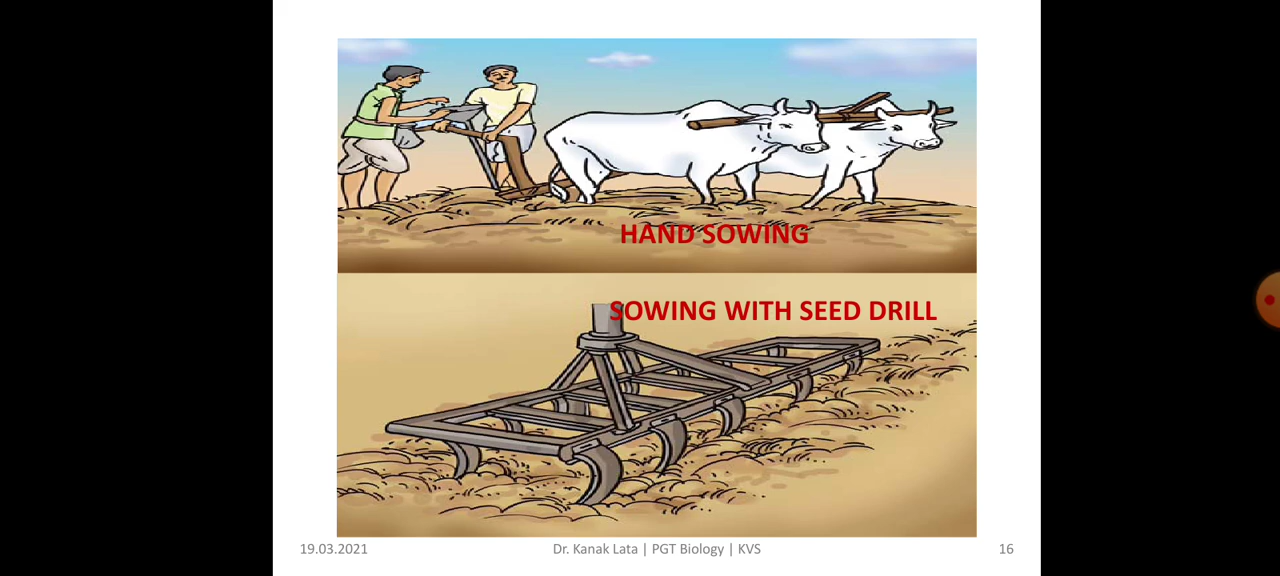 HAND SOWING
SOWING WITH SEED DRILL
19.03.2021
Dr. Kanak Lata | PGT Biology | KVS
16